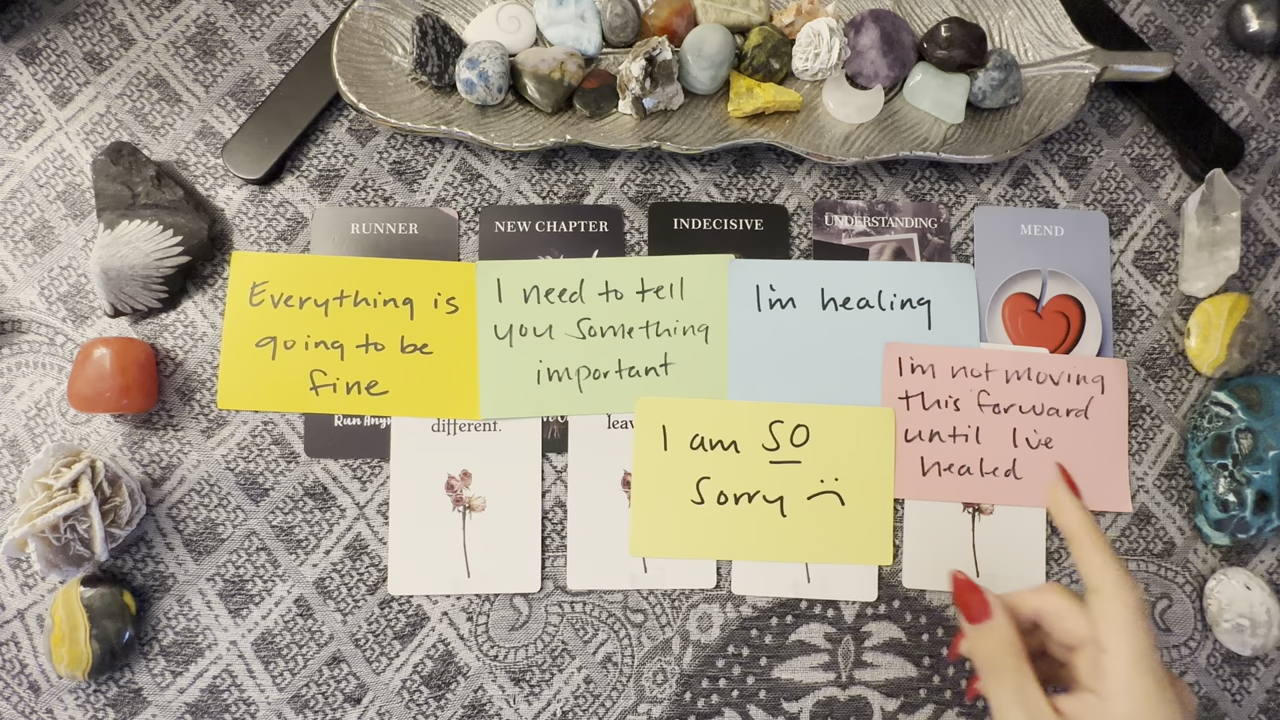 RUNNER
NEW CHAPTER
INDECISIVE
UNDERSTANDING
MEND
Everything is
going to be
fine
I need to tell
you something
important
I'm healing
I'm not moving
this forward
until I've
healed
I am SO
Sorry :(
Run
different.